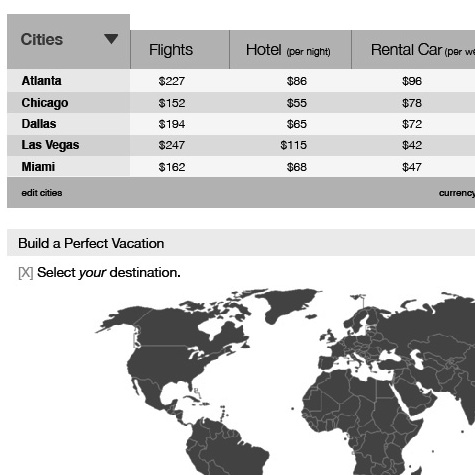 Cities Flights Hotel (per night) Rental Car (per
Atlanta $227 $86 $96
Chicago $152 $55 $78
Dallas $194 $65 $72
Las Vegas $247 $115 $42
Miami $162 $68 $47
edit cities currency
Build a Perfect Vacation
[X] Select your destination.